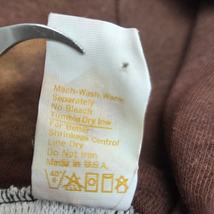 Mach-Wash, Warm
Separately
No Bleach
Tumble Dry low
For Better
Shrinkage Control
Line Dry
Do Not Iron
Made in U.S.A.
40°